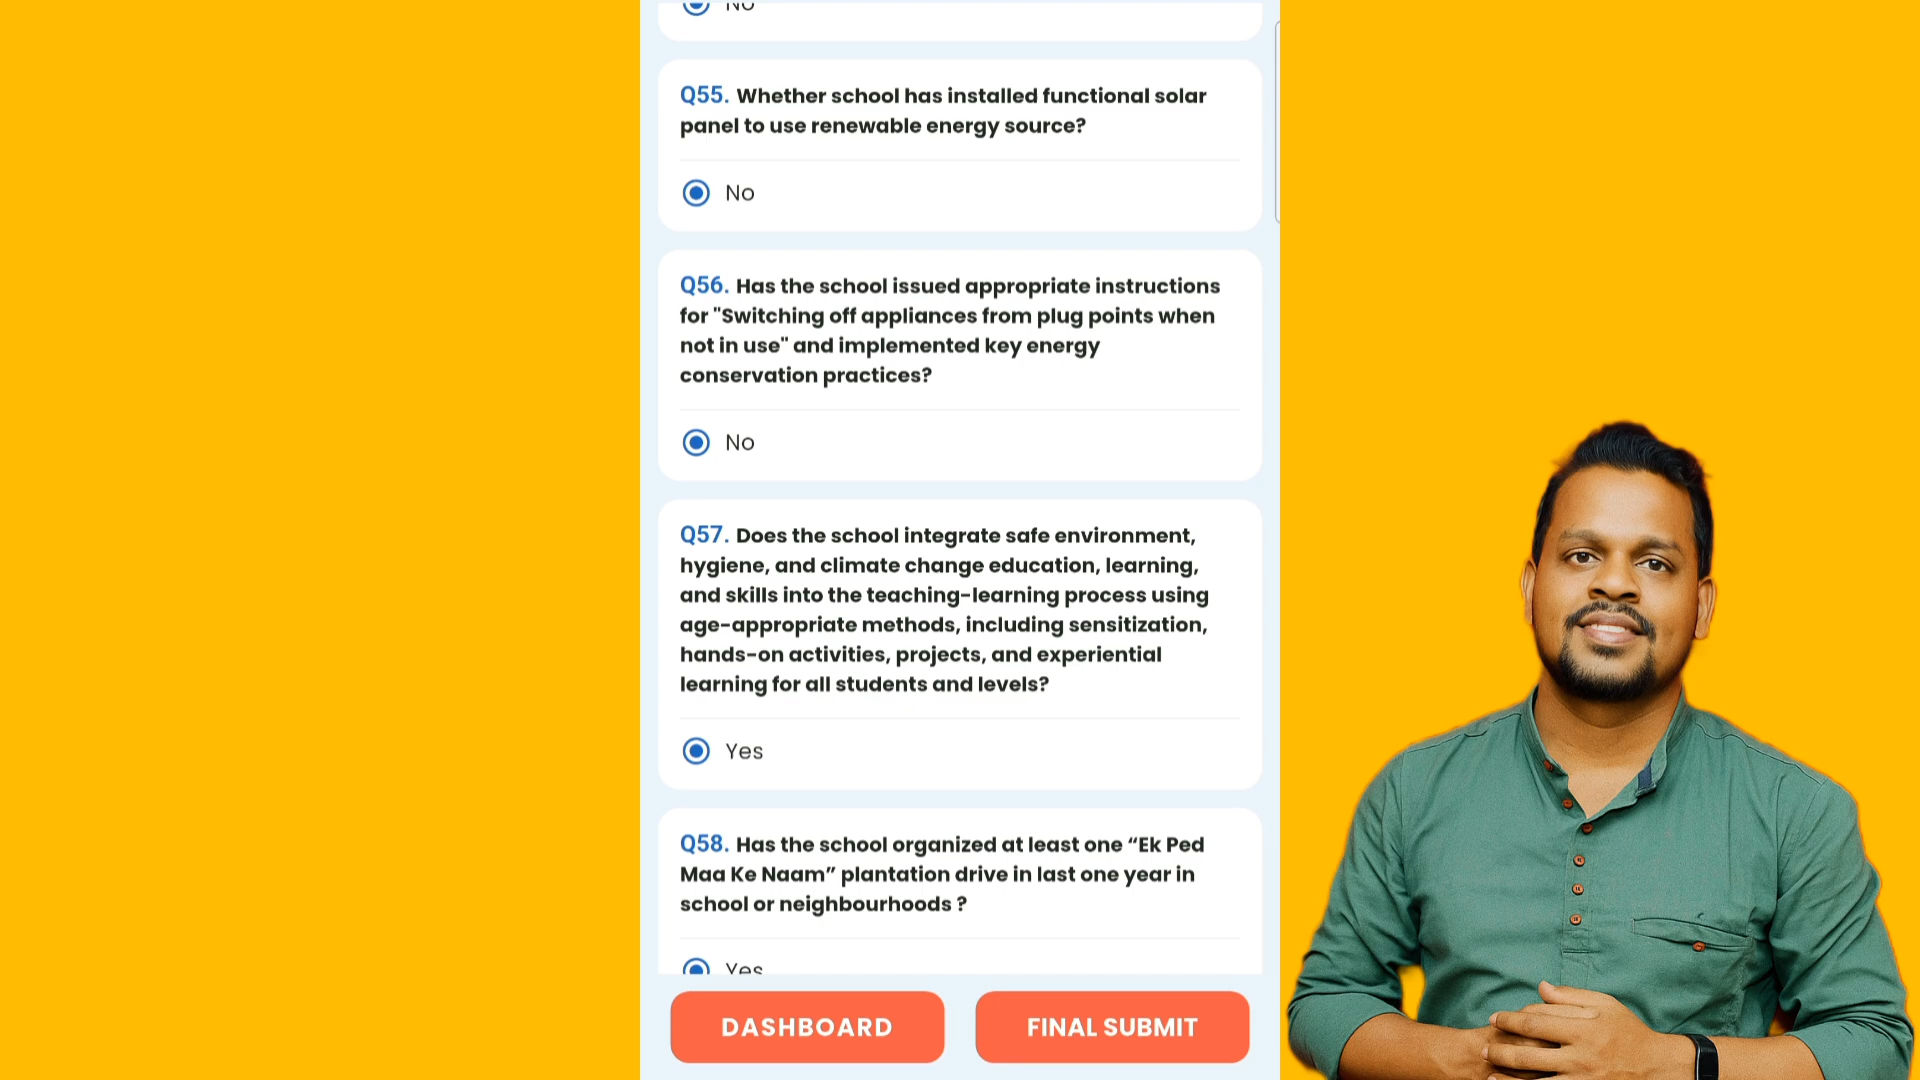 No
Q55. Whether school has installed functional solar
panel to use renewable energy source?
No
Q56. Has the school issued appropriate instructions
for "Switching off appliances from plug points when
not in use" and implemented key energy
conservation practices?
No
Q57. Does the school integrate safe environment,
hygiene, and climate change education, learning,
and skills into the teaching-learning process using
age-appropriate methods, including sensitization,
hands-on activities, projects, and experiential
learning for all students and levels?
Yes
Q58. Has the school organized at least one “Ek Ped
Maa Ke Naam” plantation drive in last one year in
school or neighbourhoods ?
Yes
DASHBOARD
FINAL SUBMIT